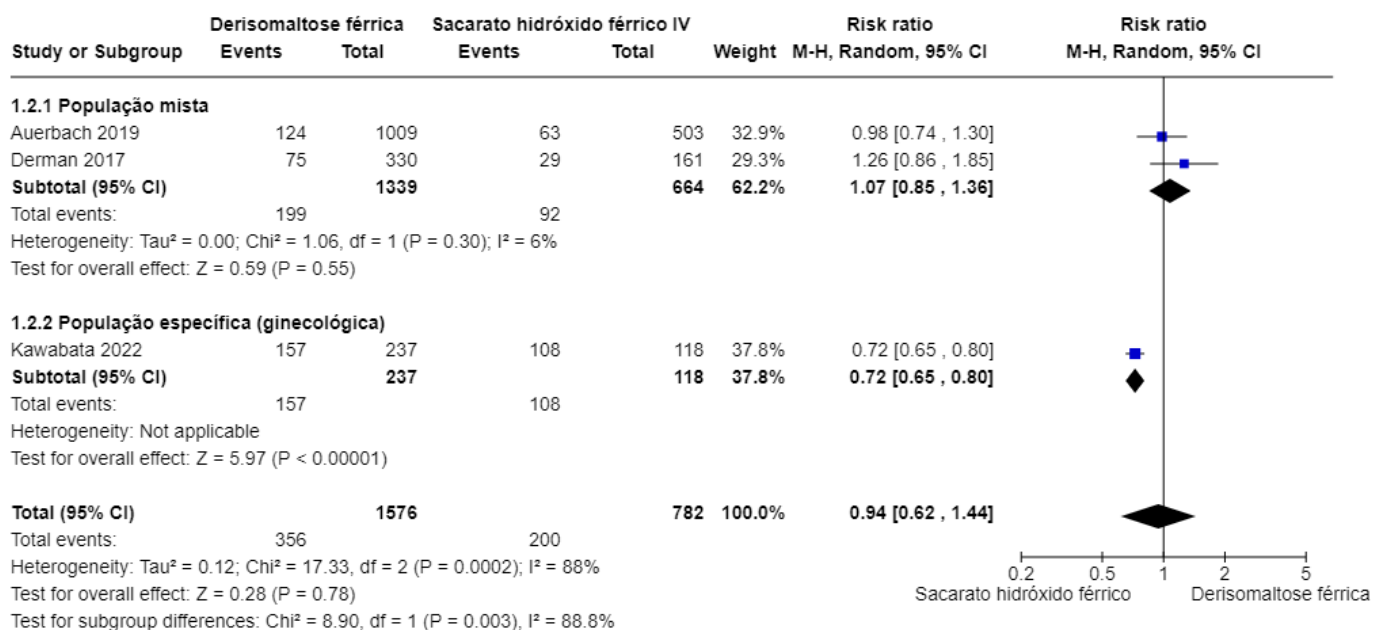 Derisomaltose férrica Sacarato hidróxido férrico IV Risk ratio Risk ratio
Study or Subgroup Events Total Events Total Weight M-H, Random, 95% CI M-H, Random, 95% CI
1.2.1 População mista
Auerbach 2019 124 1009 63 503 32.9% 0.98 [0.74 , 1.30]
Derman 2017 75 330 29 161 29.3% 1.26 [0.86 , 1.85]
Subtotal (95% CI) 1339 664 62.2% 1.07 [0.85 , 1.36]
Total events: 199 92
Heterogeneity: Tau² = 0.00; Chi² = 1.06, df = 1 (P = 0.30); I² = 6%
Test for overall effect: Z = 0.59 (P = 0.55)
1.2.2 População específica (ginecológica)
Kawabata 2022 157 237 108 118 37.8% 0.72 [0.65 , 0.80]
Subtotal (95% CI) 237 118 37.8% 0.72 [0.65 , 0.80]
Total events: 157 108
Heterogeneity: Not applicable
Test for overall effect: Z = 5.97 (P < 0.00001)
Total (95% CI) 1576 782 100.0% 0.94 [0.62 , 1.44]
Total events: 356 200
Heterogeneity: Tau² = 0.12; Chi² = 17.33, df = 2 (P = 0.0002); I² = 88%
0.2 0.5 1 2 5
Test for overall effect: Z = 0.28 (P = 0.78)
Sacarato hidróxido férrico Derisomaltose férrica
Test for subgroup differences: Chi² = 8.90, df = 1 (P = 0.003), I² = 88.8%